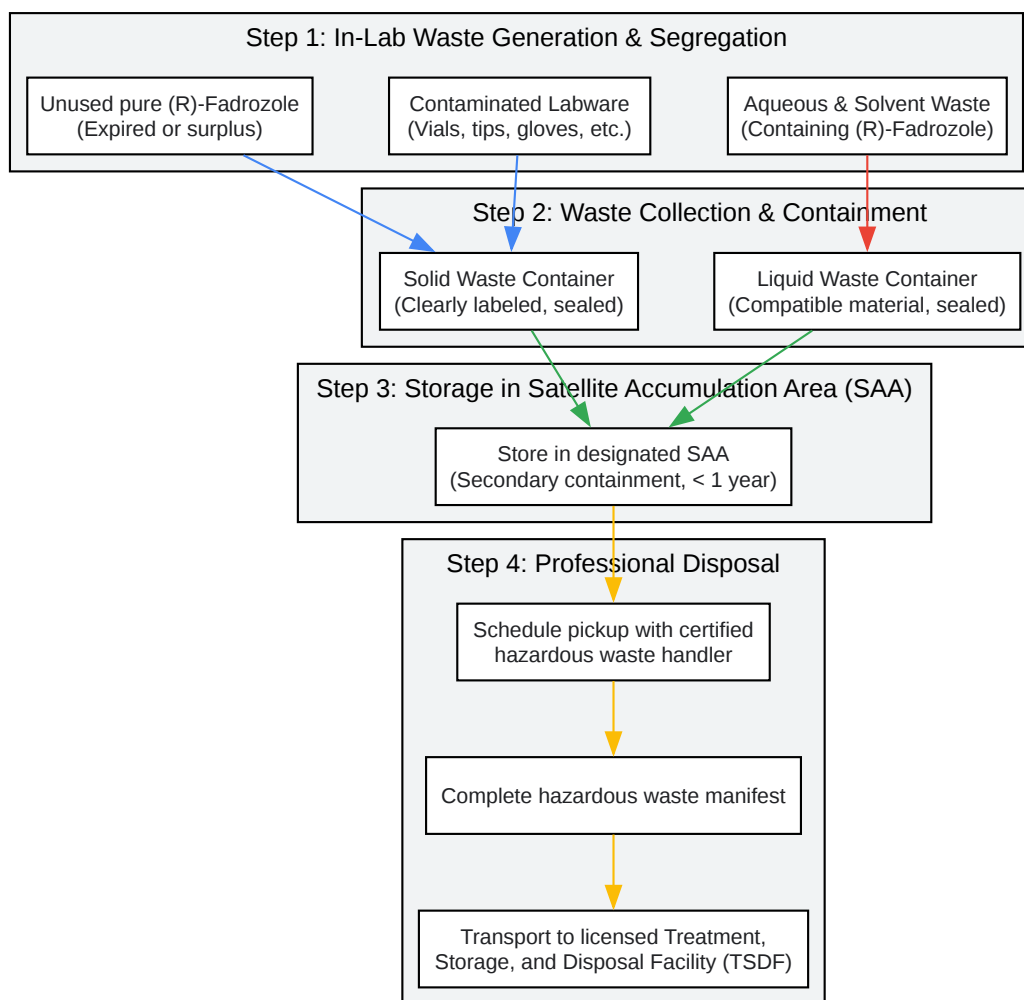 Step 1: In-Lab Waste Generation & Segregation
Unused pure (R)-Fadrozole
(Expired or surplus)
Contaminated Labware
(Vials, tips, gloves, etc.)
Aqueous & Solvent Waste
(Containing (R)-Fadrozole)
Step 2: Waste Collection & Containment
Solid Waste Container
(Clearly labeled, sealed)
Liquid Waste Container
(Compatible material, sealed)
Step 3: Storage in Satellite Accumulation Area (SAA)
Store in designated SAA
(Secondary containment, < 1 year)
Step 4: Professional Disposal
Schedule pickup with certified
hazardous waste handler
Complete hazardous waste manifest
Transport to licensed Treatment,
Storage, and Disposal Facility (TSDF)